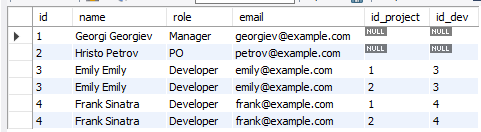 id name role email id_project id_dev
1 Georgi Georgiev Manager georgiev@example.com NULL NULL
2 Hristo Petrov PO petrov@example.com NULL NULL
3 Emily Emily Developer emily@example.com 1 3
3 Emily Emily Developer emily@example.com 2 3
4 Frank Sinatra Developer frank@example.com 1 4
4 Frank Sinatra Developer frank@example.com 2 4